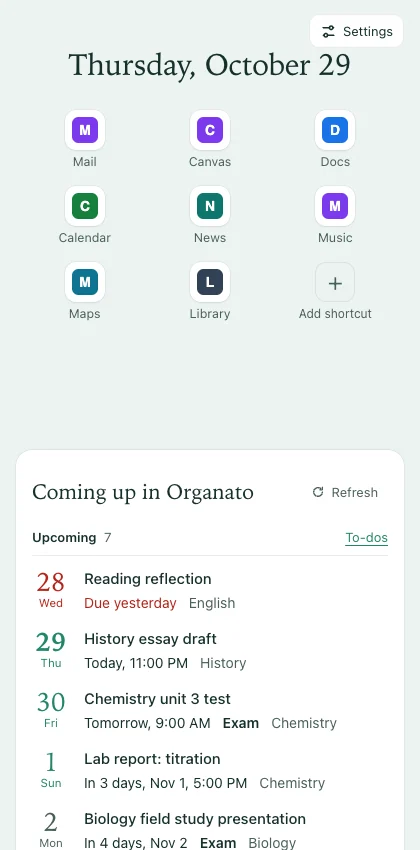 Settings
Thursday, October 29
M C D
Mail Canvas Docs
C N M
Calendar News Music
M L +
Maps Library Add shortcut
Coming up in Organato Refresh
Upcoming 7 To-dos
28 Reading reflection
Wed Due yesterday English
29 History essay draft
Thu Today, 11:00 PM History
30 Chemistry unit 3 test
Fri Tomorrow, 9:00 AM Exam Chemistry
1 Lab report: titration
Sun In 3 days, Nov 1, 5:00 PM Chemistry
2 Biology field study presentation
Mon In 4 days, Nov 2 Exam Biology